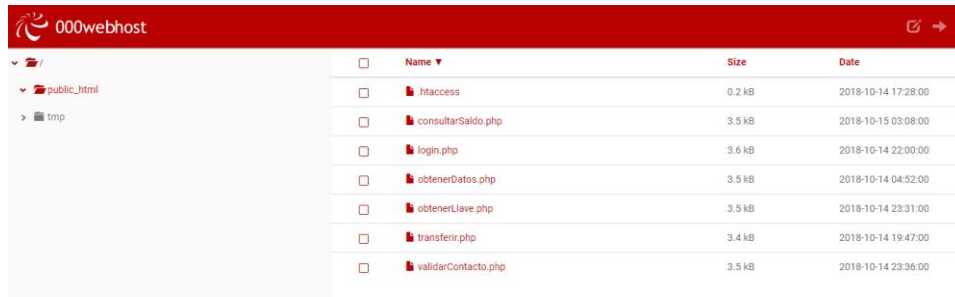 000webhost
/
public_html
tmp
Name ▼ Size Date
.htaccess 0.2 kB 2018-10-14 17:28:00
consultarSaldo.php 3.5 kB 2018-10-15 03:08:00
login.php 3.6 kB 2018-10-14 22:00:00
obtenerDatos.php 3.5 kB 2018-10-14 04:52:00
obtenerLlave.php 3.5 kB 2018-10-14 23:31:00
transferir.php 3.4 kB 2018-10-14 19:47:00
validarContacto.php 3.5 kB 2018-10-14 23:36:00